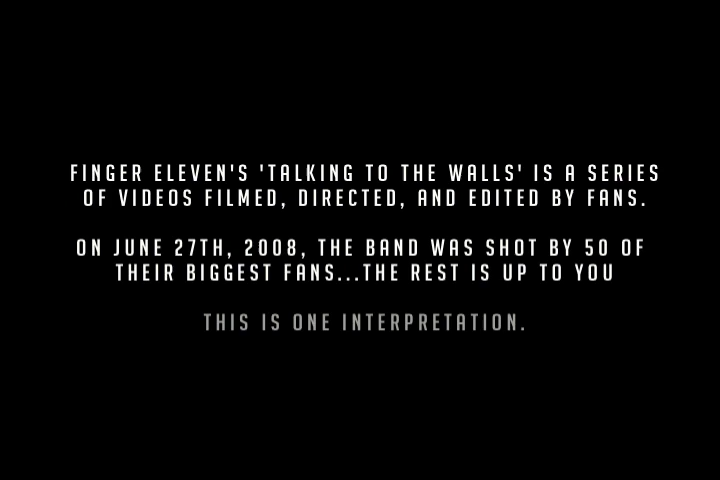 FINGER ELEVEN'S 'TALKING TO THE WALLS' IS A SERIES
OF VIDEOS FILMED, DIRECTED, AND EDITED BY FANS.
ON JUNE 27TH, 2008, THE BAND WAS SHOT BY 50 OF
THEIR BIGGEST FANS...THE REST IS UP TO YOU
THIS IS ONE INTERPRETATION.